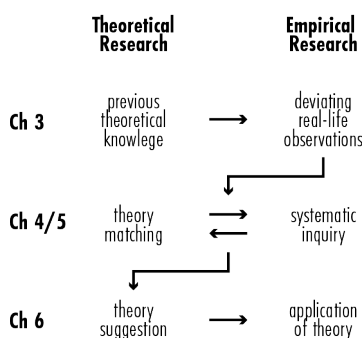 Theoretical Research
Empirical Research
Ch 3
previous theoretical knowlege
deviating real-life observations
Ch 4/5
theory matching
systematic inquiry
Ch 6
theory suggestion
application of theory